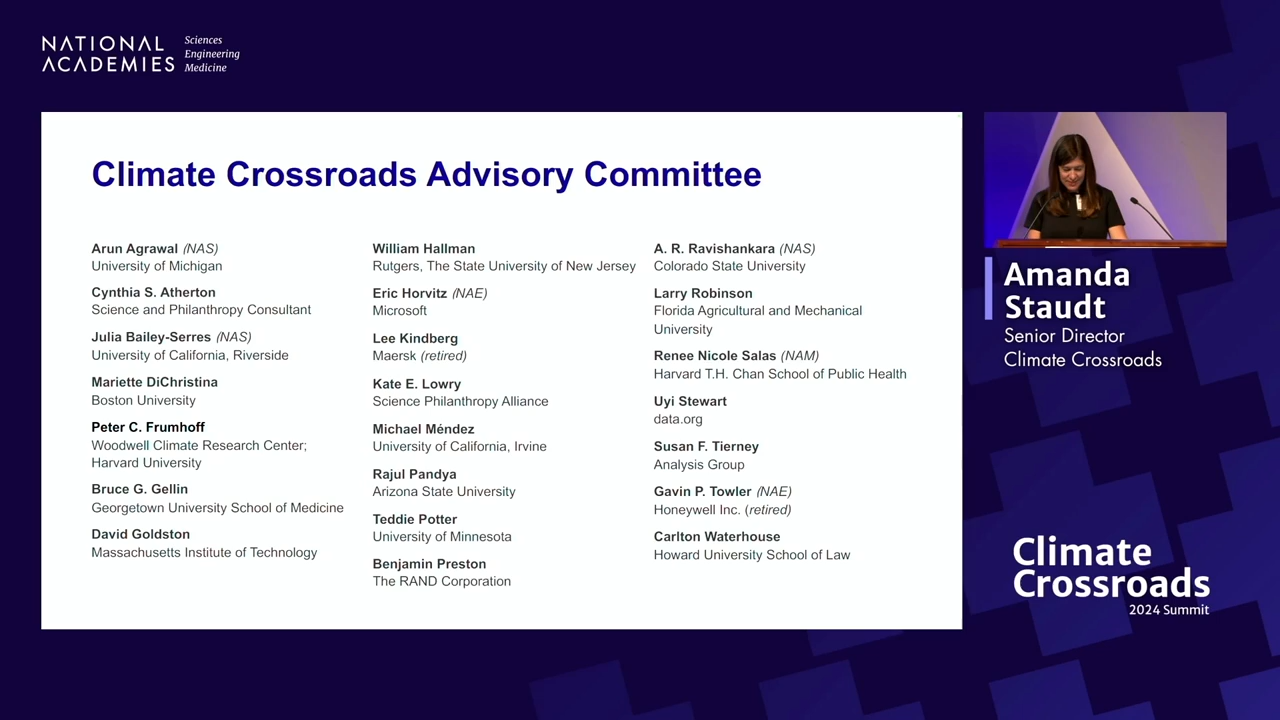 NATIONAL
ACADEMIES
Sciences
Engineering
Medicine
Climate Crossroads Advisory Committee
Arun Agrawal (NAS)
University of Michigan
Cynthia S. Atherton
Science and Philanthropy Consultant
Julia Bailey-Serres (NAS)
University of California, Riverside
Mariette DiChristina
Boston University
Peter C. Frumhoff
Woodwell Climate Research Center;
Harvard University
Bruce G. Gellin
Georgetown University School of Medicine
David Goldston
Massachusetts Institute of Technology
William Hallman
Rutgers, The State University of New Jersey
Eric Horvitz (NAE)
Microsoft
Lee Kindberg
Maersk (retired)
Kate E. Lowry
Science Philanthropy Alliance
Michael Méndez
University of California, Irvine
Rajul Pandya
Arizona State University
Teddie Potter
University of Minnesota
Benjamin Preston
The RAND Corporation
A. R. Ravishankara (NAS)
Colorado State University
Larry Robinson
Florida Agricultural and Mechanical
University
Renee Nicole Salas (NAM)
Harvard T.H. Chan School of Public Health
Uyi Stewart
data.org
Susan F. Tierney
Analysis Group
Gavin P. Towler (NAE)
Honeywell Inc. (retired)
Carlton Waterhouse
Howard University School of Law
Amanda
Staudt
Senior Director
Climate Crossroads
Climate
Crossroads
2024 Summit